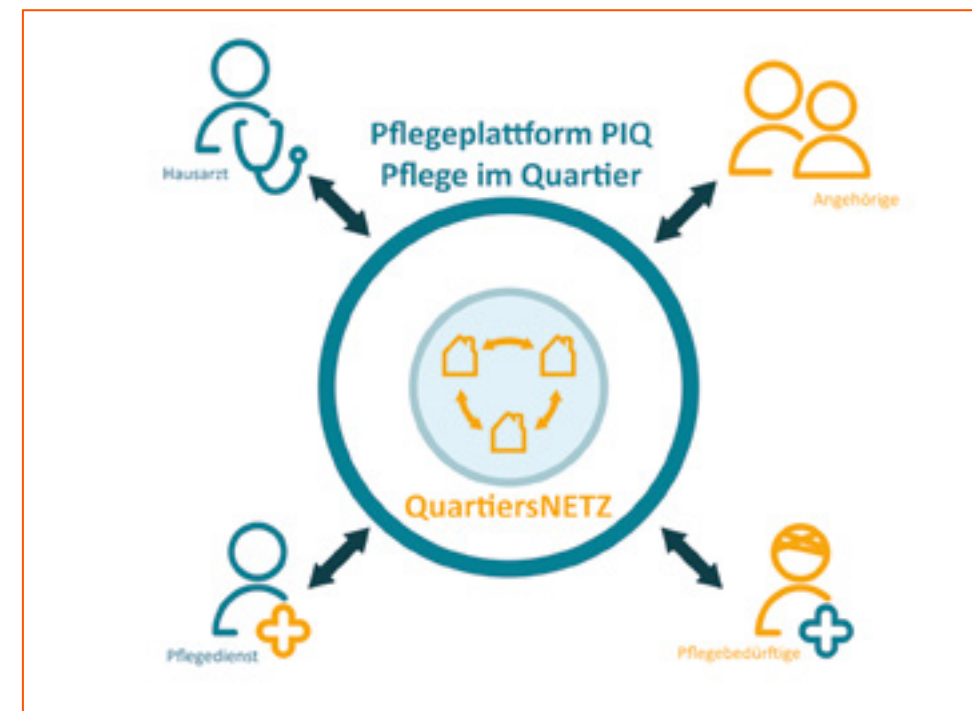 Pflegeplattform PIQ
Pflege im Quartier
Hausarzt
Angehörige
QuartiersNETZ
Pflegedienst
Pflegebedürftige